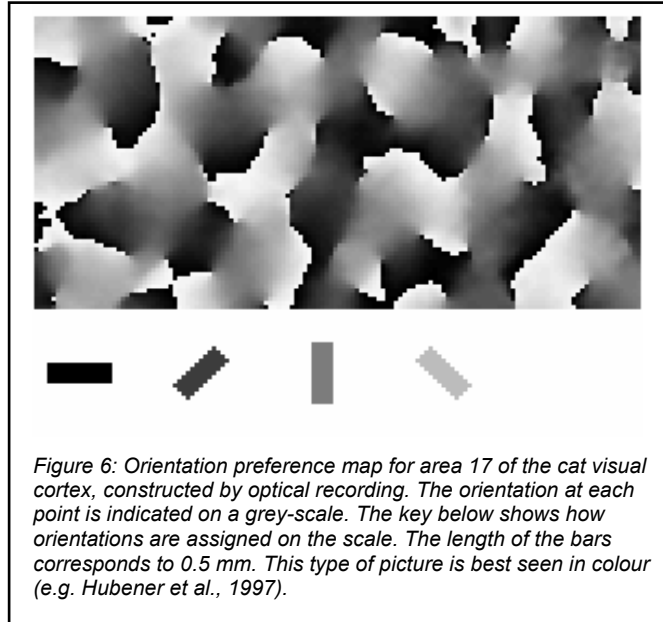 Figure 6: Orientation preference map for area 17 of the cat visual
cortex, constructed by optical recording. The orientation at each
point is indicated on a grey-scale. The key below shows how
orientations are assigned on the scale. The length of the bars
corresponds to 0.5 mm. This type of picture is best seen in colour
(e.g. Hubener et al., 1997).